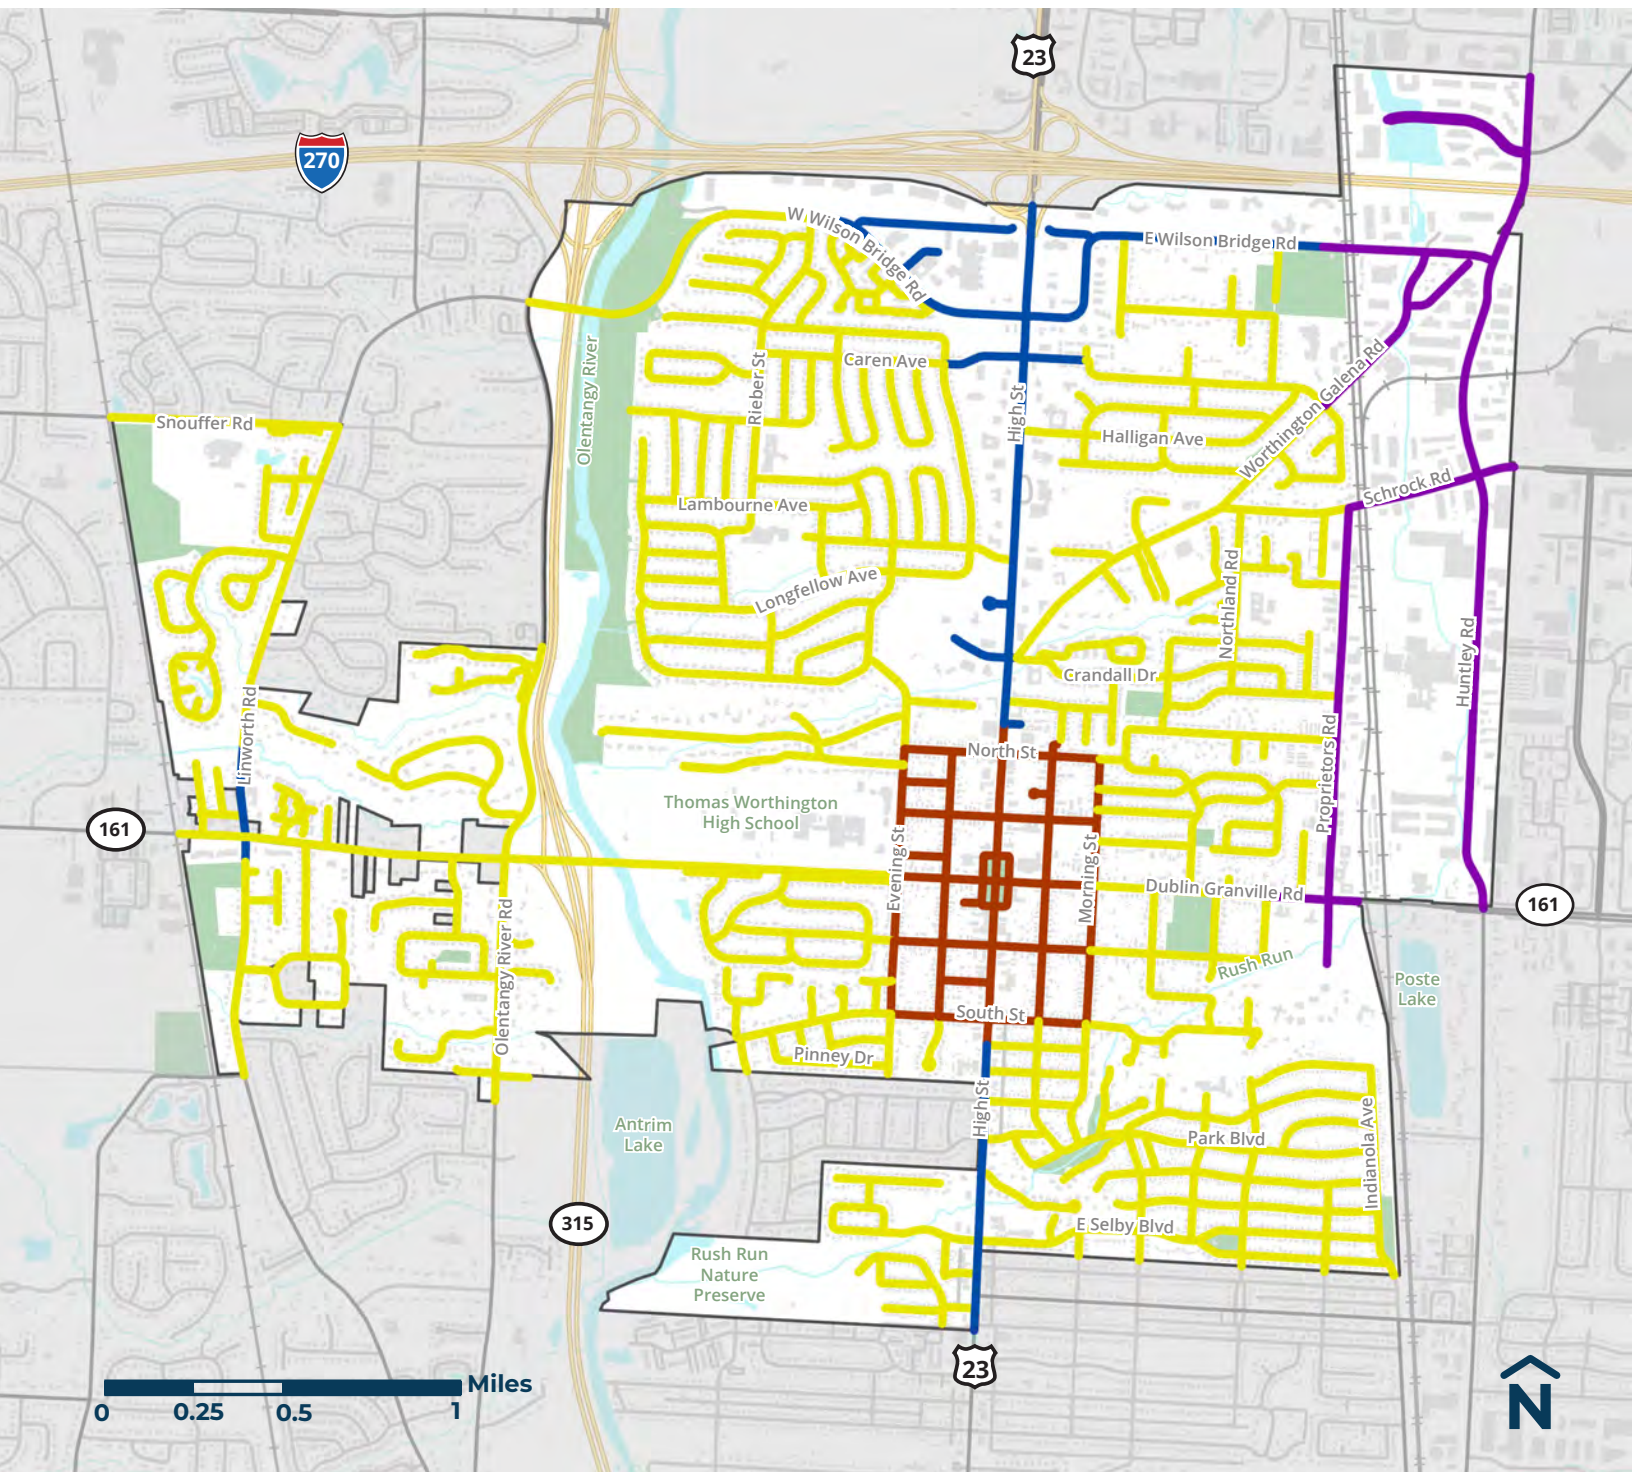 23
270
W Wilson Bridge Rd
E Wilson Bridge Rd
Olentangy River
Rieber St
Caren Ave
High St
Worthington Galena Rd
Snouffer Rd
Halligan Ave
Schrock Rd
Lambourne Ave
Longfellow Ave
Northland Rd
Huntley Rd
Crandall Dr
Linworth Rd
North St
Proprietors Rd
Thomas Worthington
High School
161
Evening St
Morning St
Dublin Granville Rd
161
Olentangy River Rd
Rush Run
Poste
Lake
South St
Pinney Dr
High St
Antrim
Lake
Park Blvd
Indianola Ave
315
E Selby Blvd
Rush Run
Nature
Preserve
23
Miles
0 0.25 0.5 1
N